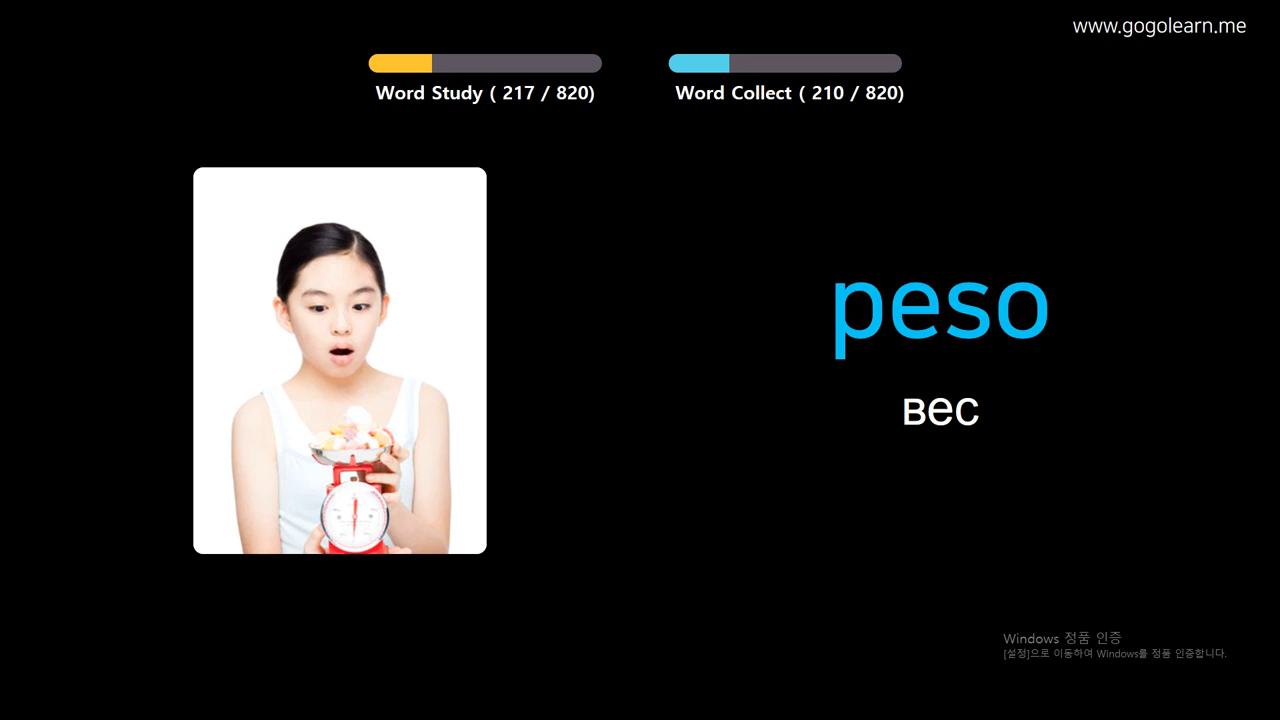 www.gogolearn.me
Word Study ( 217 / 820)
Word Collect ( 210 / 820)
peso
вес
Windows 정품 인증
[설정]으로 이동하여 Windows를 정품 인증합니다.